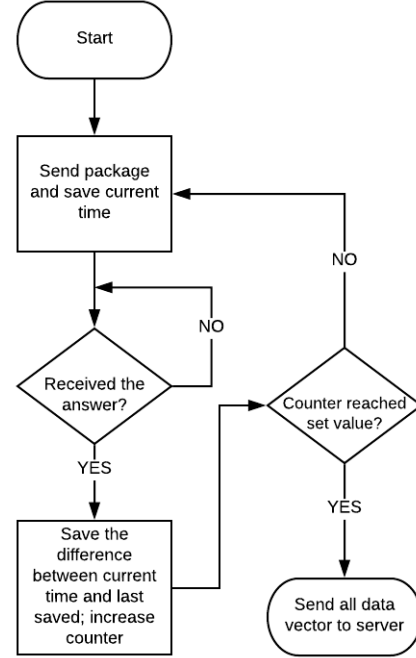 Start
Send package
and save current
time
NO
Received the
answer?
YES
Save the
difference
between current
time and last
saved; increase
counter
NO
Counter reached
set value?
YES
Send all data
vector to server